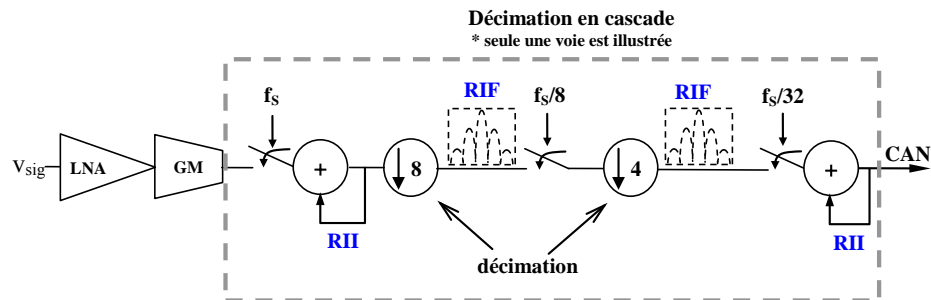 Décimation en cascade
* seule une voie est illustrée
RIF
RIF
fS
fS/8
fS/32
Vsig
LNA
GM
+
8
4
+
CAN
RII
RII
décimation